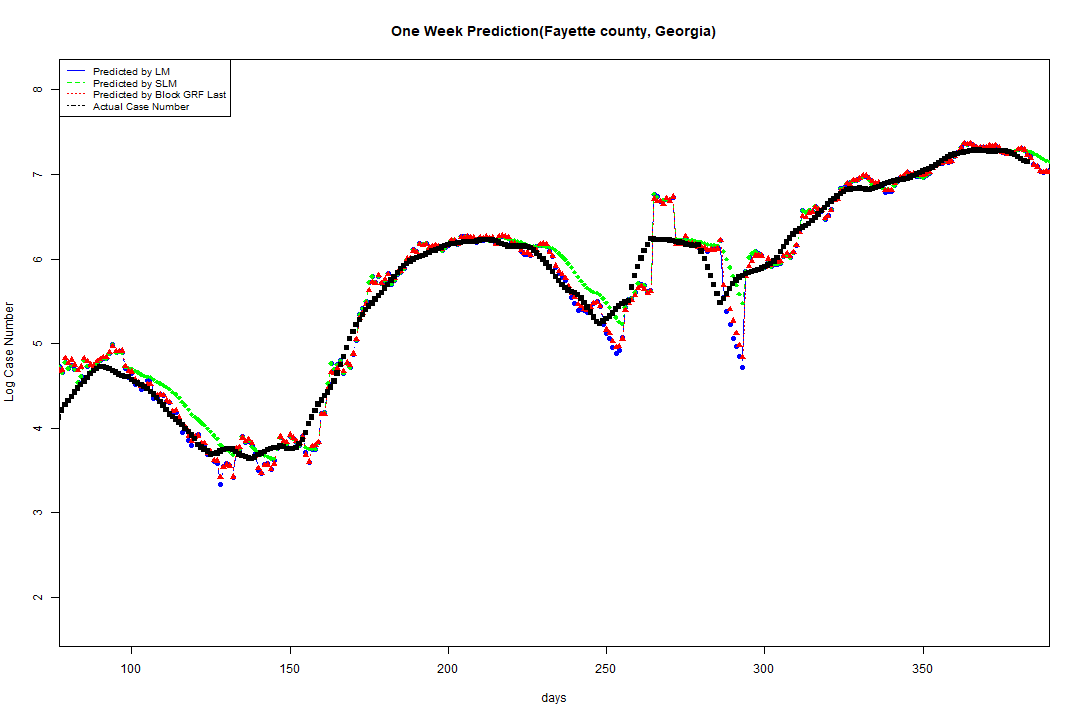 One Week Prediction(Fayette county, Georgia)
Predicted by LM
Predicted by SLM
Predicted by Block GRF Last
Actual Case Number
8
7
6
5
4
3
2
Log Case Number
100 150 200 250 300 350
days